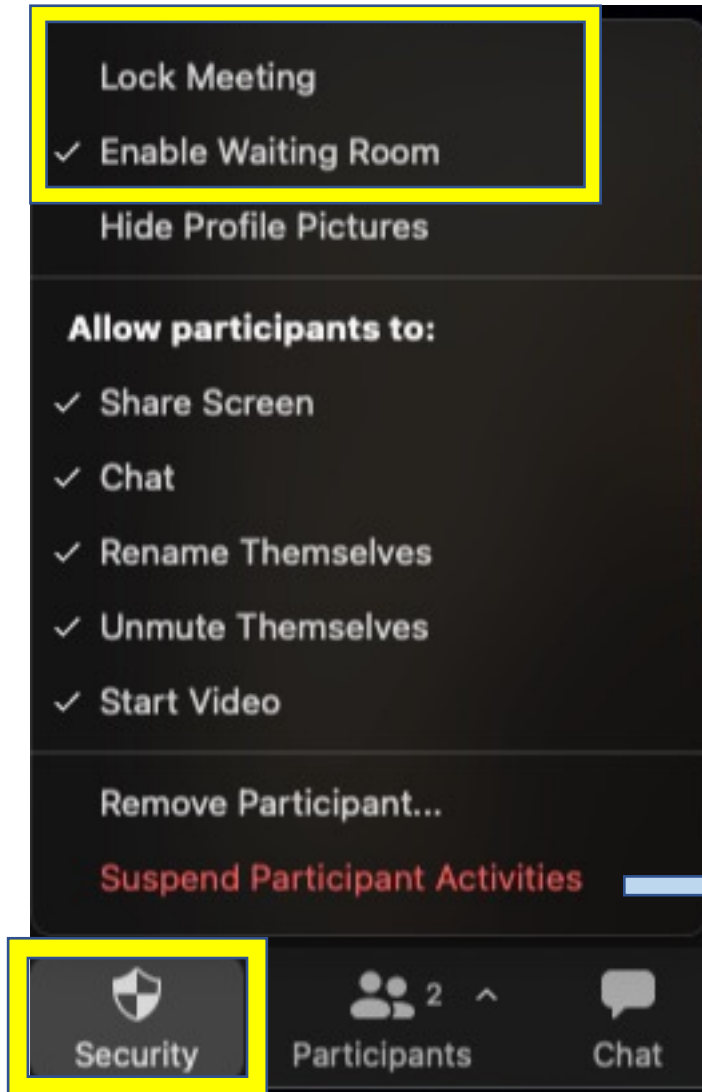 Lock Meeting
✓ Enable Waiting Room
Hide Profile Pictures
Allow participants to:
✓ Share Screen
✓ Chat
✓ Rename Themselves
✓ Unmute Themselves
✓ Start Video
Remove Participant...
Suspend Participant Activities
2
Security Participants Chat